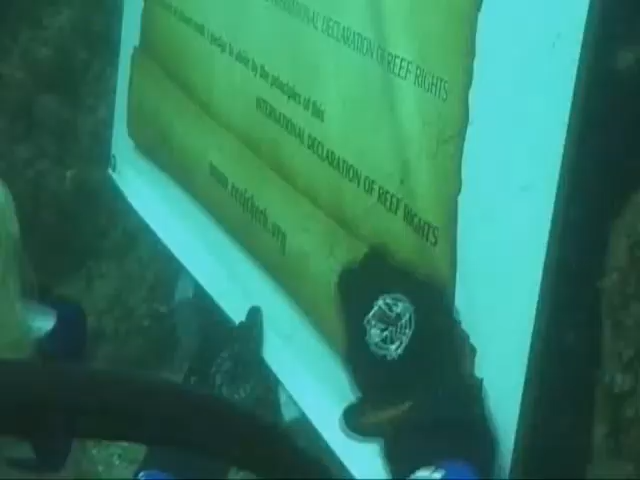 INTERNATIONAL DECLARATION OF REEF RIGHTS
pledge to abide by the principles of this
INTERNATIONAL DECLARATION OF REEF RIGHTS
www.reefcheck.org